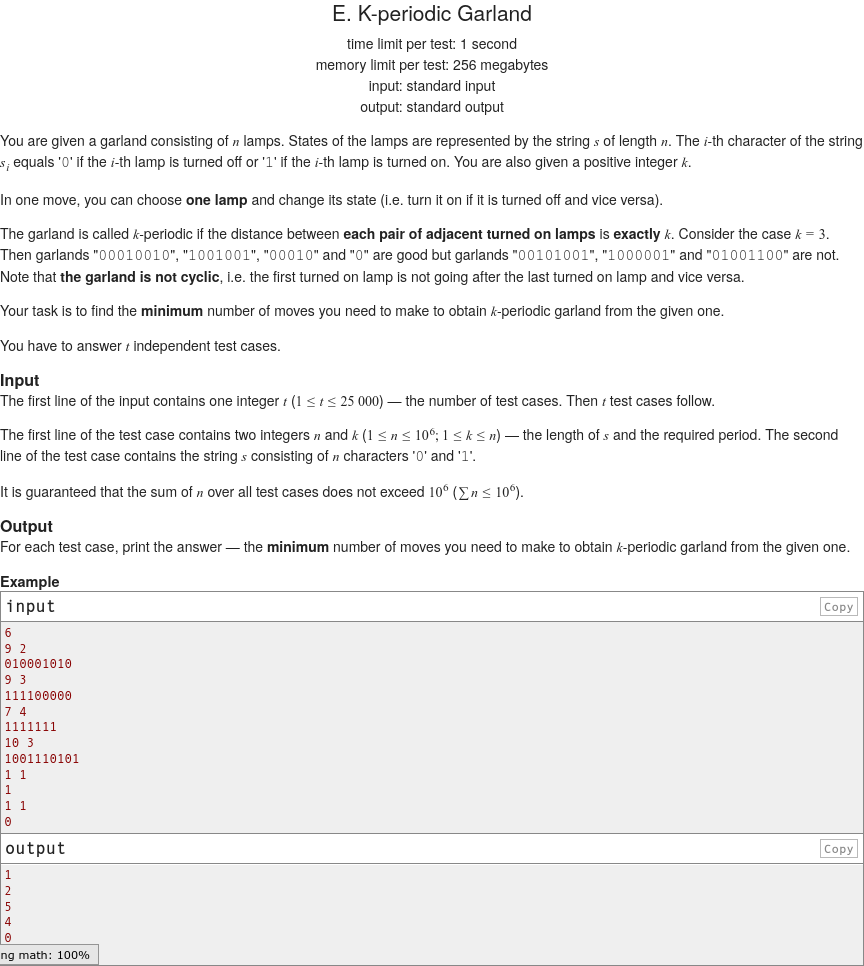 E. K-periodic Garland
time limit per test: 1 second
memory limit per test: 256 megabytes
input: standard input
output: standard output
You are given a garland consisting of n lamps. States of the lamps are represented by the string s of length n. The i-th character of the string
s_i equals '0' if the i-th lamp is turned off or '1' if the i-th lamp is turned on. You are also given a positive integer k.
In one move, you can choose one lamp and change its state (i.e. turn it on if it is turned off and vice versa).
The garland is called k-periodic if the distance between each pair of adjacent turned on lamps is exactly k. Consider the case k = 3.
Then garlands "00010010", "1001001", "00010" and "0" are good but garlands "00101001", "1000001" and "01001100" are not.
Note that the garland is not cyclic, i.e. the first turned on lamp is not going after the last turned on lamp and vice versa.
Your task is to find the minimum number of moves you need to make to obtain k-periodic garland from the given one.
You have to answer t independent test cases.
Input
The first line of the input contains one integer t (1 ≤ t ≤ 25 000) — the number of test cases. Then t test cases follow.
The first line of the test case contains two integers n and k (1 ≤ n ≤ 10⁶; 1 ≤ k ≤ n) — the length of s and the required period. The second
line of the test case contains the string s consisting of n characters '0' and '1'.
It is guaranteed that the sum of n over all test cases does not exceed 10⁶ (∑n ≤ 10⁶).
Output
For each test case, print the answer — the minimum number of moves you need to make to obtain k-periodic garland from the given one.
Example
input Copy
6
9 2
010001010
9 3
111100000
7 4
1111111
10 3
1001110101
1 1
1
1 1
0
output Copy
1
2
5
4
0
ng math: 100%